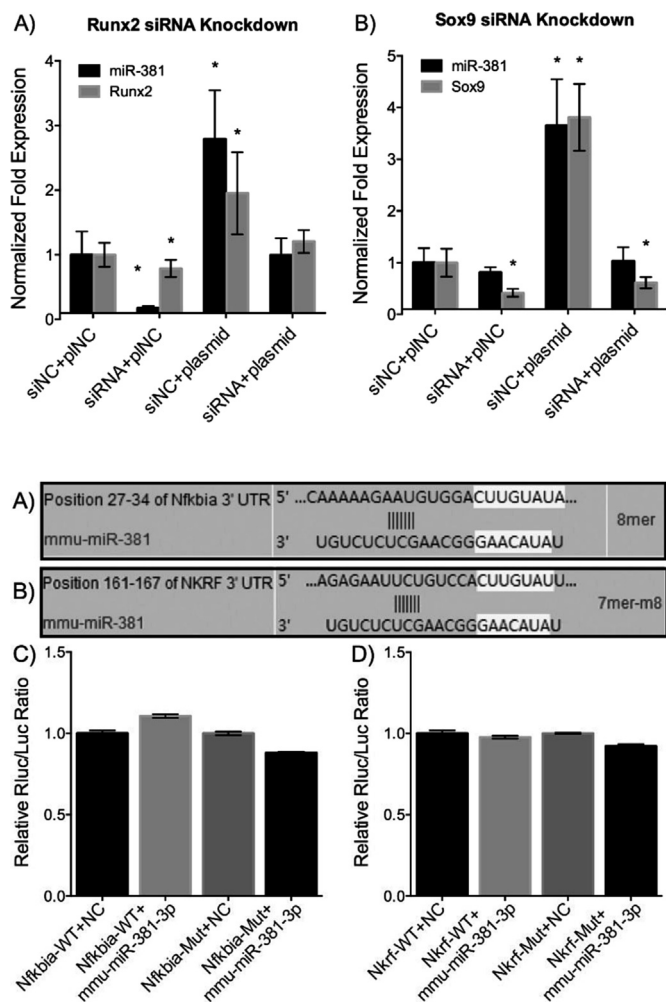 A)
Runx2 siRNA Knockdown
miR-381
Runx2
Normalized Fold Expression
4
3
2
1
0
*
*
*
*
siNC+plNC
siRNA+plNC
siNC+plasmid
siRNA+plasmid
B)
Sox9 siRNA Knockdown
miR-381
Sox9
Normalized Fold Expression
5
4
3
2
1
0
*
*
*
*
siNC+plNC
siRNA+plNC
siNC+plasmid
siRNA+plasmid
A)
Position 27-34 of Nfkbia 3' UTR 5' ...CAAAAAGAAUGUGGACUUGUAUA... 8mer
mmu-miR-381 3' UGUCUCUCGAACGGGAACAUAU
B)
Position 161-167 of NKRF 3' UTR 5' ...AGAGAAUUCUGUCCACUUGUAUU... 7mer-m8
mmu-miR-381 3' UGUCUCUCGAACGGGAACAUAU
C)
Relative Rluc/Luc Ratio
1.5
1.0
0.5
0.0
Nfkbia-WT+NC
Nfkbia-WT+
mmu-miR-381-3p
Nfkbia-Mut+NC
Nfkbia-Mut+
mmu-miR-381-3p
D)
Relative Rluc/Luc Ratio
1.5
1.0
0.5
0.0
Nkrf-WT+NC
Nkrf-WT+
mmu-miR-381-3p
Nkrf-Mut+NC
Nkrf-Mut+
mmu-miR-381-3p